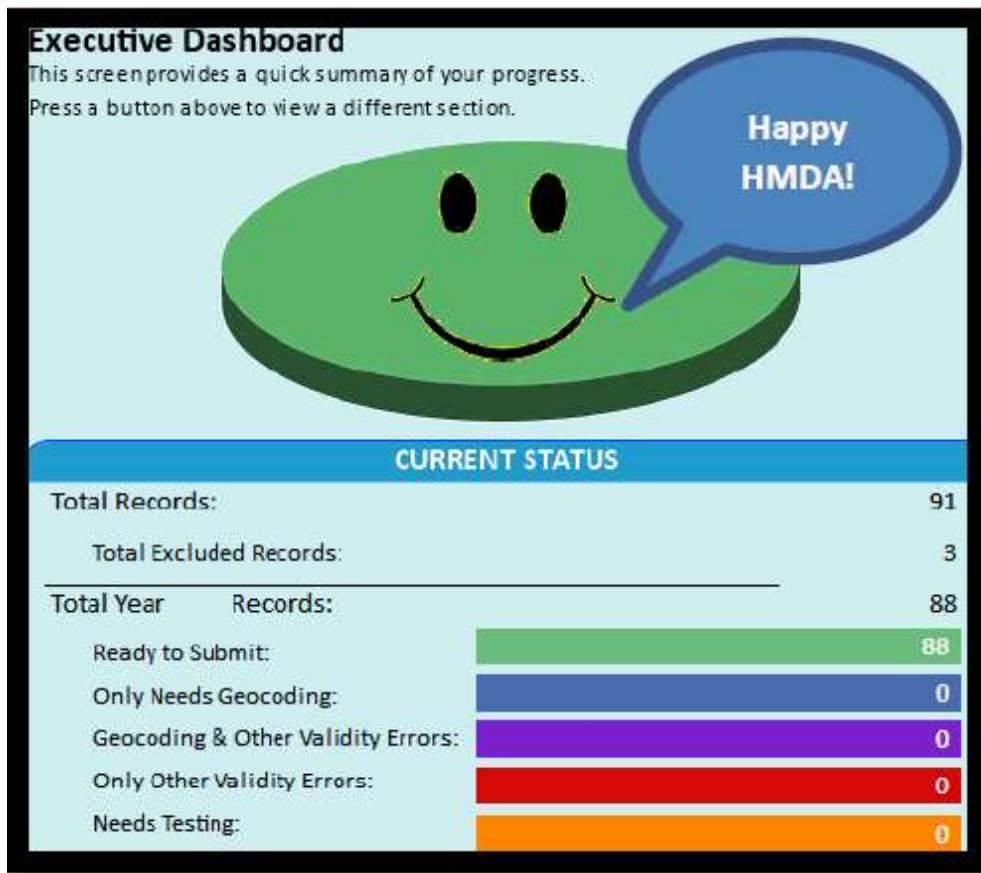 Executive Dashboard
This screen provides a quick summary of your progress.
Press a button above to view a different section.
Happy
HMDA!
CURRENT STATUS
Total Records: 91
Total Excluded Records: 3
Total Year Records: 88
Ready to Submit: 88
Only Needs Geocoding: 0
Geocoding & Other Validity Errors: 0
Only Other Validity Errors: 0
Needs Testing: 0